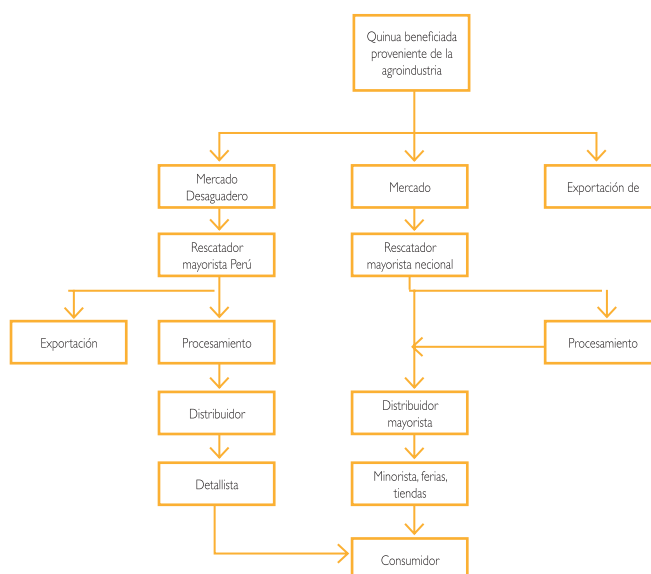 Quinua beneficiada
proveniente de la
agroindustria
Mercado
Desaguadero
Mercado
Exportación de
Rescatador
mayorista Perú
Rescatador
mayorista necional
Exportación
Procesamiento
Procesamiento
Distribuidor
Distribuidor
mayorista
Detallista
Minorista, ferias,
tiendas
Consumidor